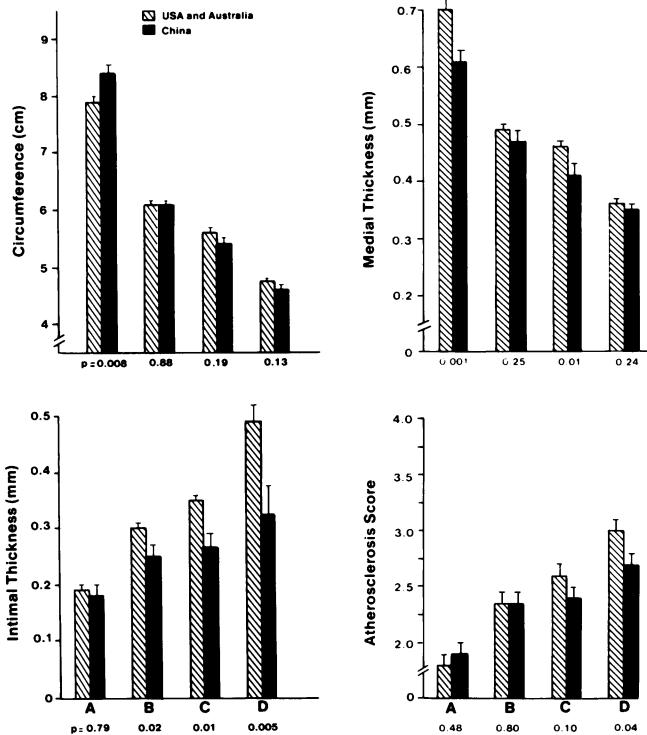 USA and Australia
China
Circumference (cm)
9
8
7
6
5
4
p=0.008 0.88 0.19 0.13
Medial Thickness (mm)
0.7
0.6
0.5
0.4
0.3
0.2
0
0.001 0.25 0.01 0.24
Intimal Thickness (mm)
0.5
0.4
0.3
0.2
0.1
0
A B C D
p=0.79 0.02 0.01 0.005
Atherosclerosis Score
4.0
3.5
3.0
2.5
2.0
0
A B C D
0.48 0.80 0.10 0.04